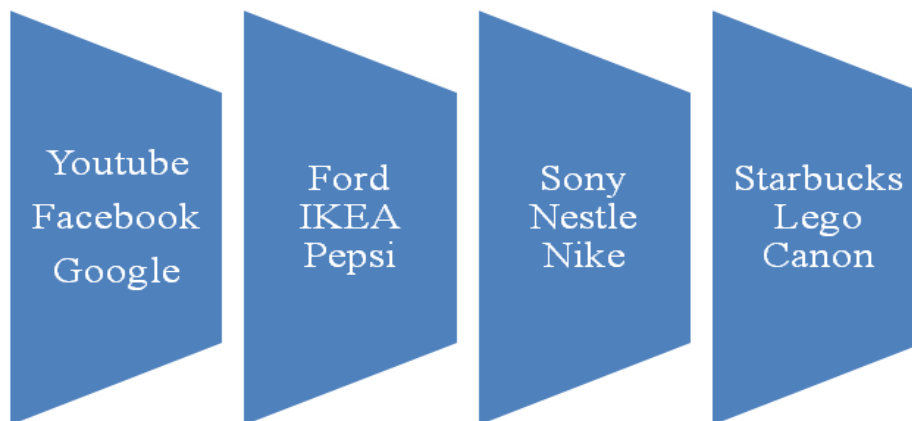 Youtube
Facebook
Google
Ford
IKEA
Pepsi
Sony
Nestle
Nike
Starbucks
Lego
Canon